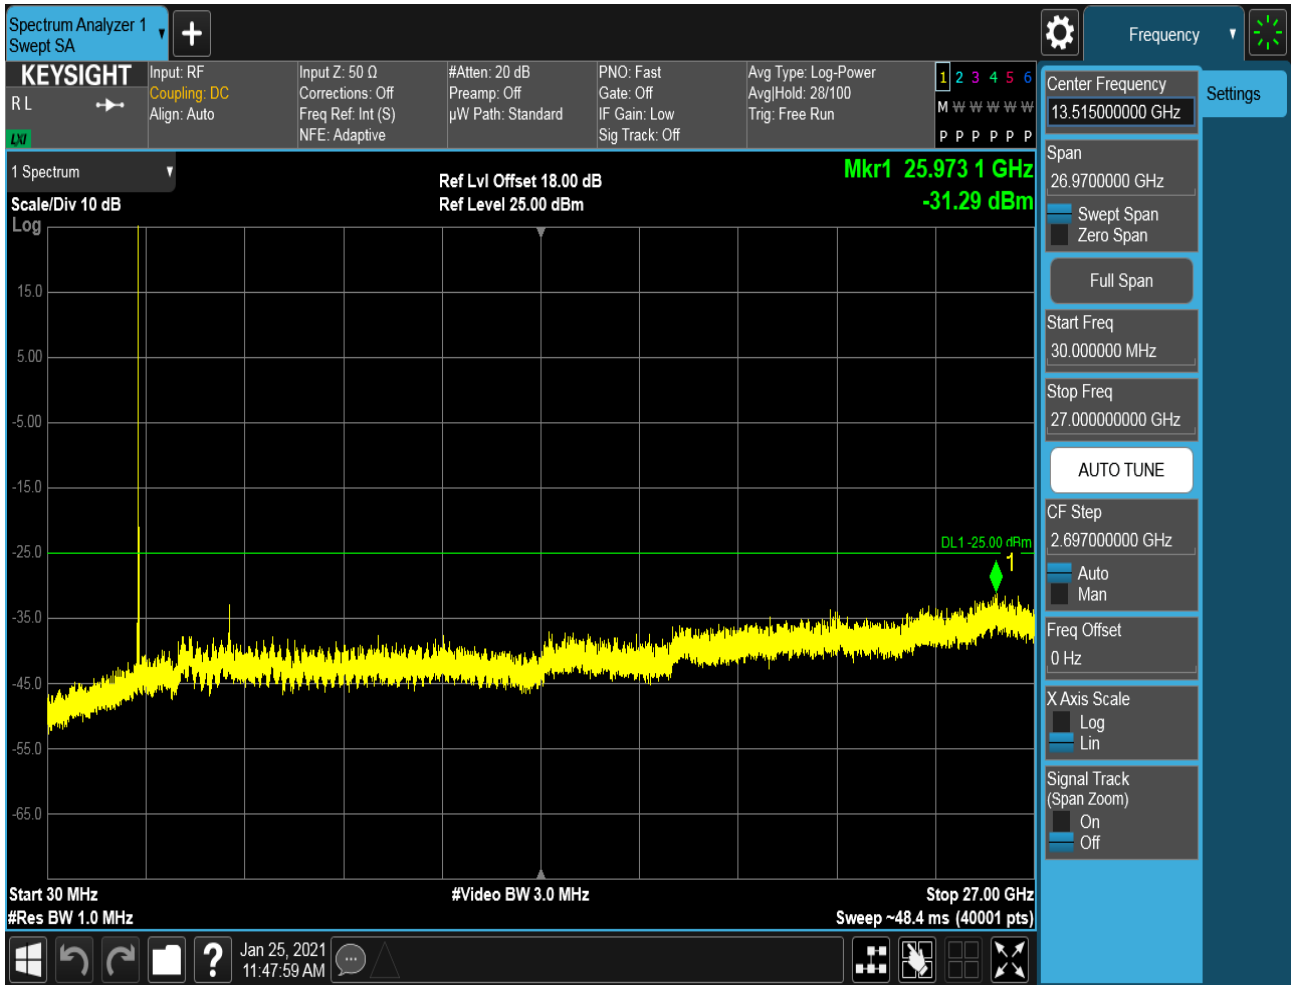 Spectrum Analyzer 1
Swept SA
Frequency
KEYSIGHT
R L
LXI
Input: RF
Coupling: DC
Align: Auto
Input Z: 50 Ω
Corrections: Off
Freq Ref: Int (S)
NFE: Adaptive
#Atten: 20 dB
Preamp: Off
µW Path: Standard
PNO: Fast
Gate: Off
IF Gain: Low
Sig Track: Off
Avg Type: Log-Power
Avg|Hold: 28/100
Trig: Free Run
1 2 3 4 5 6
M W W W W W
P P P P P P
1 Spectrum
Scale/Div 10 dB
Log
Ref Lvl Offset 18.00 dB
Ref Level 25.00 dBm
Mkr1 25.973 1 GHz
-31.29 dBm
15.0
5.00
-5.00
-15.0
-25.0
-35.0
-45.0
-55.0
-65.0
DL1 -25.00 dBm
1
Start 30 MHz
#Res BW 1.0 MHz
#Video BW 3.0 MHz
Stop 27.00 GHz
Sweep ~48.4 ms (40001 pts)
Center Frequency
13.515000000 GHz
Settings
Span
26.9700000 GHz
Swept Span
Zero Span
Full Span
Start Freq
30.000000 MHz
Stop Freq
27.000000000 GHz
AUTO TUNE
CF Step
2.697000000 GHz
Auto
Man
Freq Offset
0 Hz
X Axis Scale
Log
Lin
Signal Track
(Span Zoom)
On
Off
?
Jan 25, 2021
11:47:59 AM